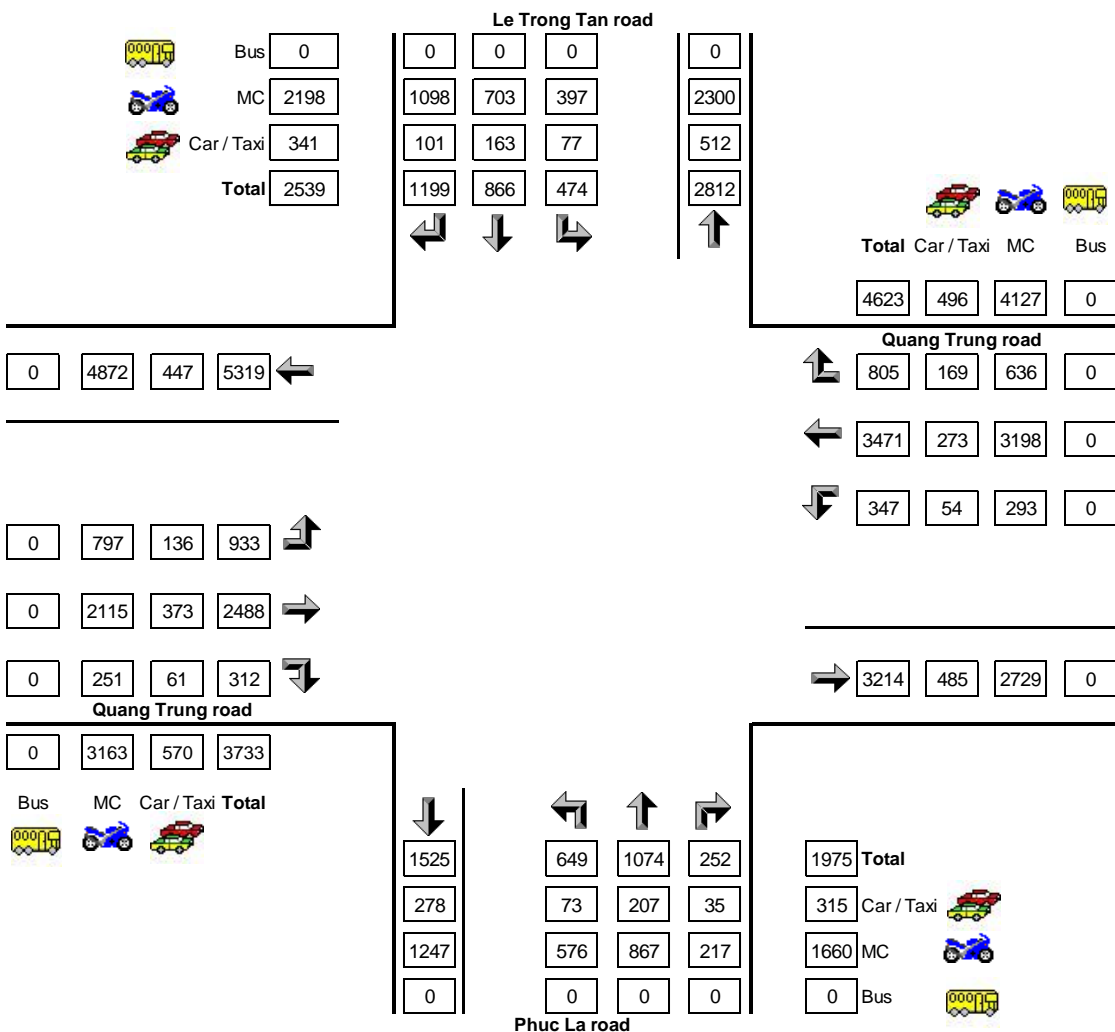 Le Trong Tan road
Bus 0 0 0 0 0
MC 2198 1098 703 397 2300
Car / Taxi 341 101 163 77 512
Total 2539 1199 866 474 2812
Total Car / Taxi MC Bus
4623 496 4127 0
Quang Trung road
0 4872 447 5319 805 169 636 0
3471 273 3198 0
347 54 293 0
0 797 136 933
0 2115 373 2488
0 251 61 312 3214 485 2729 0
Quang Trung road
0 3163 570 3733
Bus MC Car / Taxi Total
1525 649 1074 252 1975 Total
278 73 207 35 315 Car / Taxi
1247 576 867 217 1660 MC
0 0 0 0 0 Bus
Phuc La road